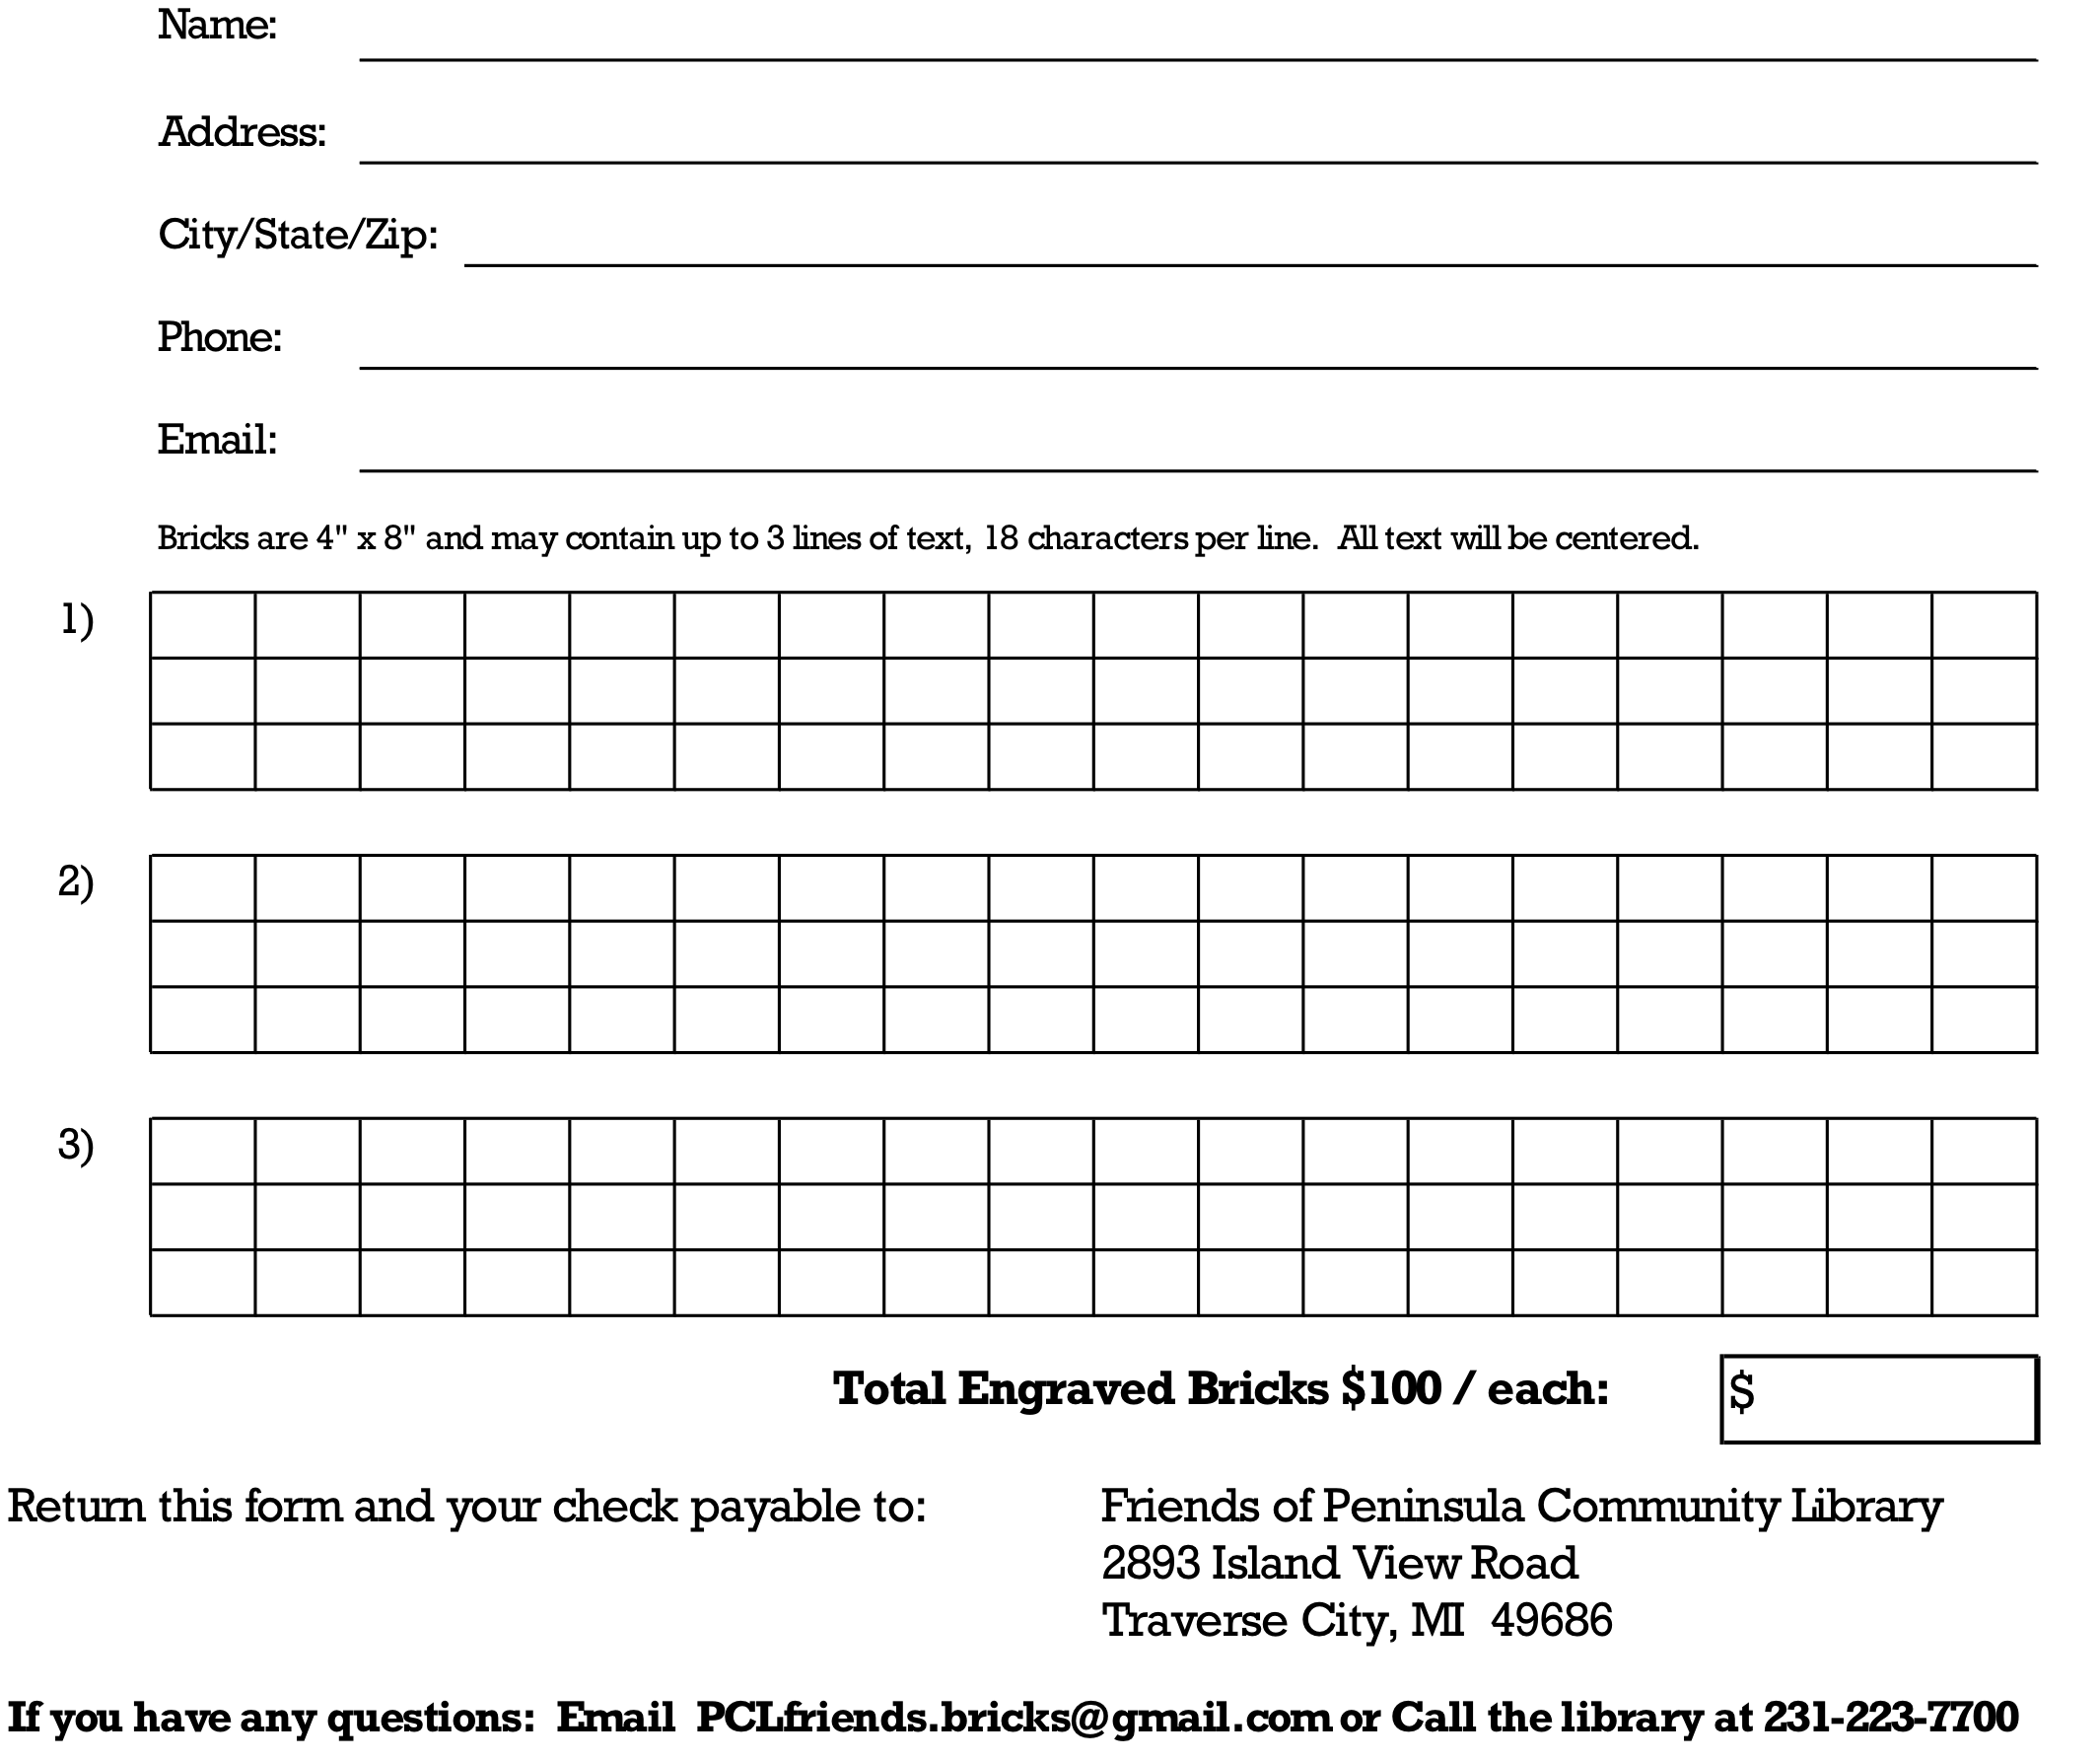 Name:
Address:
City/State/Zip:
Phone:
Email:
Bricks are 4" x 8" and may contain up to 3 lines of text, 18 characters per line.  All text will be centered.
1)
2)
3)
Total Engraved Bricks $100 / each:
$
Return this form and your check payable to:
Friends of Peninsula Community Library
2893 Island View Road
Traverse City, MI  49686
If you have any questions:  Email  PCLfriends.bricks@gmail.com or Call the library at 231-223-7700